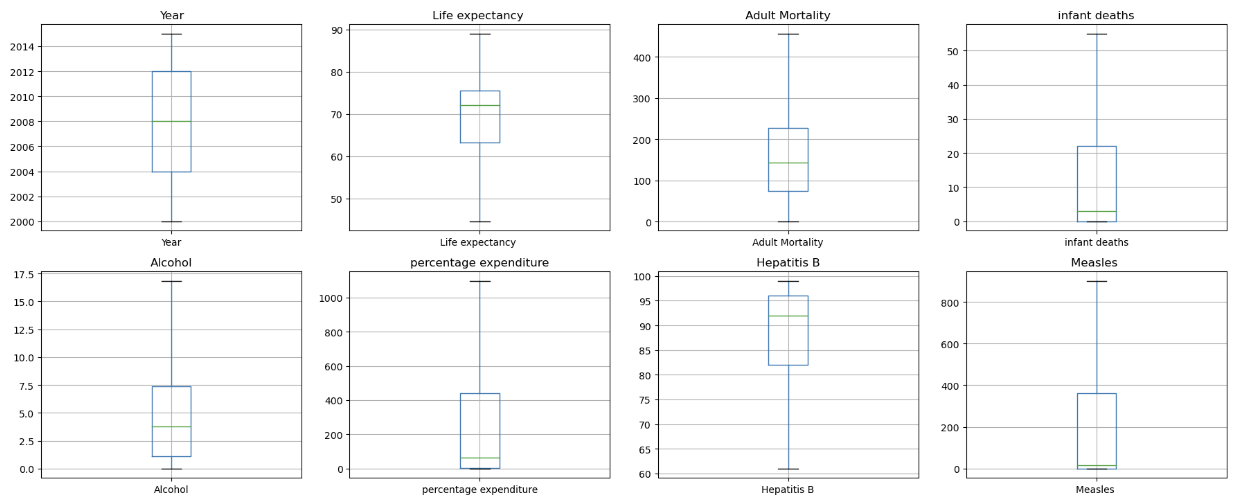 Year Life expectancy Adult Mortality infant deaths
2014 90 400 50
2012 80 300 40
2010 70 200 30
2008 60 100 20
2006 50 0 10
2004 0
2002
2000
Year Life expectancy Adult Mortality infant deaths
Alcohol percentage expenditure Hepatitis B Measles
17.5 1000 100 800
15.0 800 95 600
12.5 600 90 400
10.0 400 85 200
7.5 200 80 0
5.0 0 75
2.5 70
0.0 65
60
Alcohol percentage expenditure Hepatitis B Measles